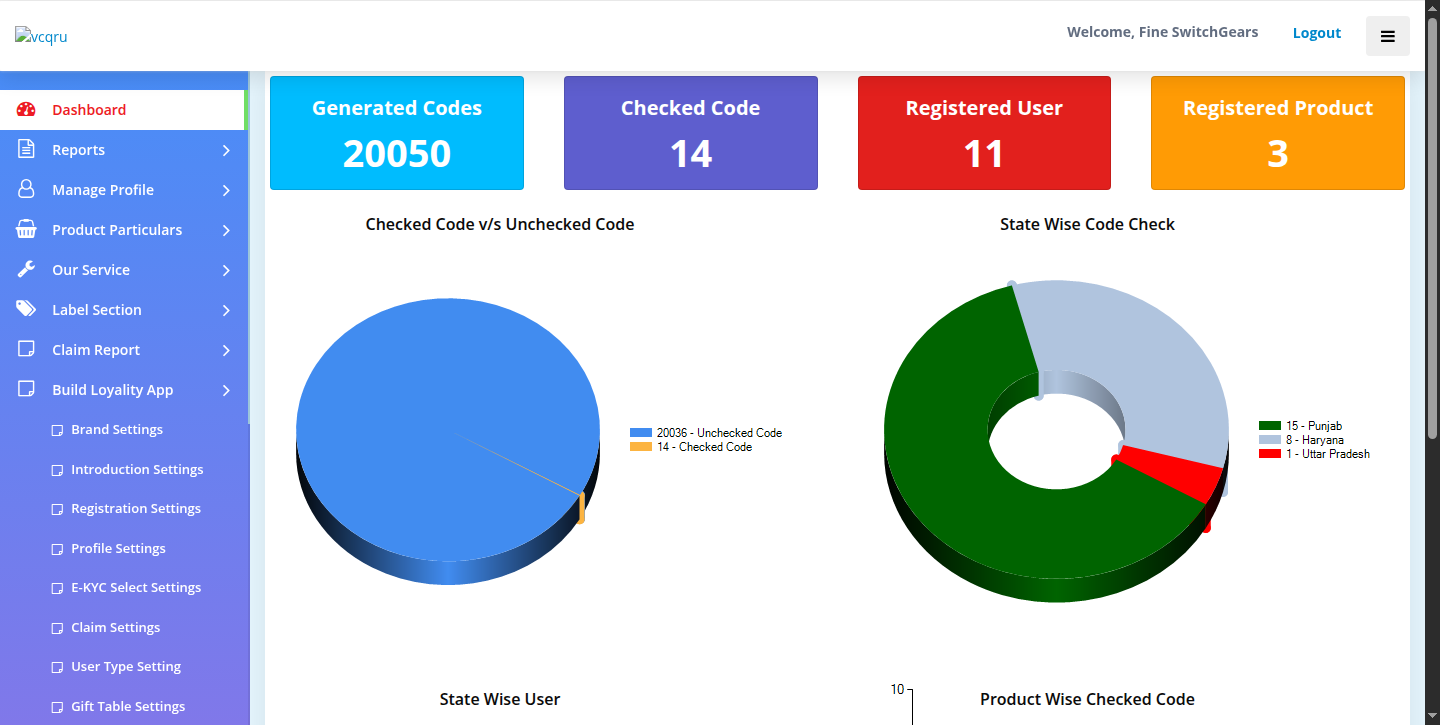 vcqru
Welcome, Fine SwitchGears
Logout
Dashboard
Reports
Manage Profile
Product Particulars
Our Service
Label Section
Claim Report
Build Loyality App
Brand Settings
Introduction Settings
Registration Settings
Profile Settings
E-KYC Select Settings
Claim Settings
User Type Setting
Gift Table Settings
Generated Codes
20050
Checked Code
14
Registered User
11
Registered Product
3
Checked Code v/s Unchecked Code
20036 - Unchecked Code
14 - Checked Code
State Wise Code Check
15 - Punjab
8 - Haryana
1 - Uttar Pradesh
State Wise User
10
Product Wise Checked Code